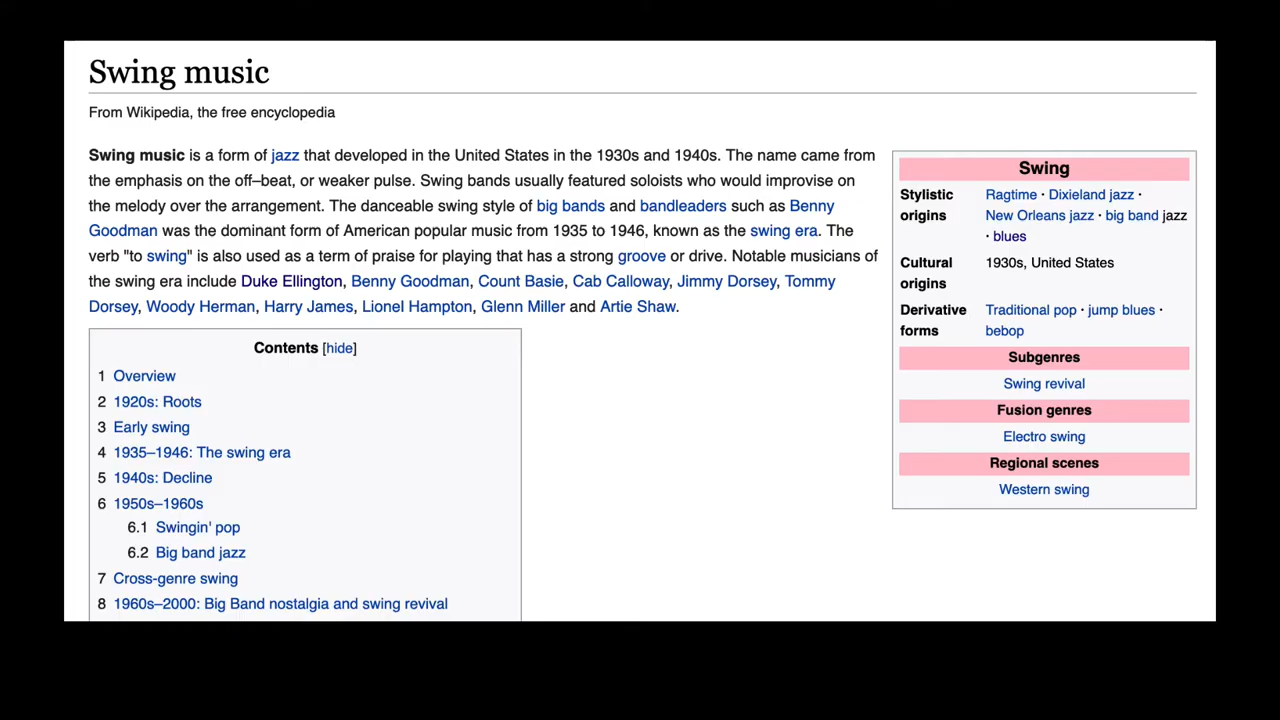 Swing music
From Wikipedia, the free encyclopedia
Swing music is a form of jazz that developed in the United States in the 1930s and 1940s. The name came from
the emphasis on the off–beat, or weaker pulse. Swing bands usually featured soloists who would improvise on
the melody over the arrangement. The danceable swing style of big bands and bandleaders such as Benny
Goodman was the dominant form of American popular music from 1935 to 1946, known as the swing era. The
verb "to swing" is also used as a term of praise for playing that has a strong groove or drive. Notable musicians of
the swing era include Duke Ellington, Benny Goodman, Count Basie, Cab Calloway, Jimmy Dorsey, Tommy
Dorsey, Woody Herman, Harry James, Lionel Hampton, Glenn Miller and Artie Shaw.
Contents [hide]
1 Overview
2 1920s: Roots
3 Early swing
4 1935–1946: The swing era
5 1940s: Decline
6 1950s–1960s
6.1 Swingin' pop
6.2 Big band jazz
7 Cross-genre swing
8 1960s–2000: Big Band nostalgia and swing revival
Swing
Stylistic Ragtime · Dixieland jazz ·
origins New Orleans jazz · big band jazz
· blues
Cultural 1930s, United States
origins
Derivative Traditional pop · jump blues ·
forms bebop
Subgenres
Swing revival
Fusion genres
Electro swing
Regional scenes
Western swing